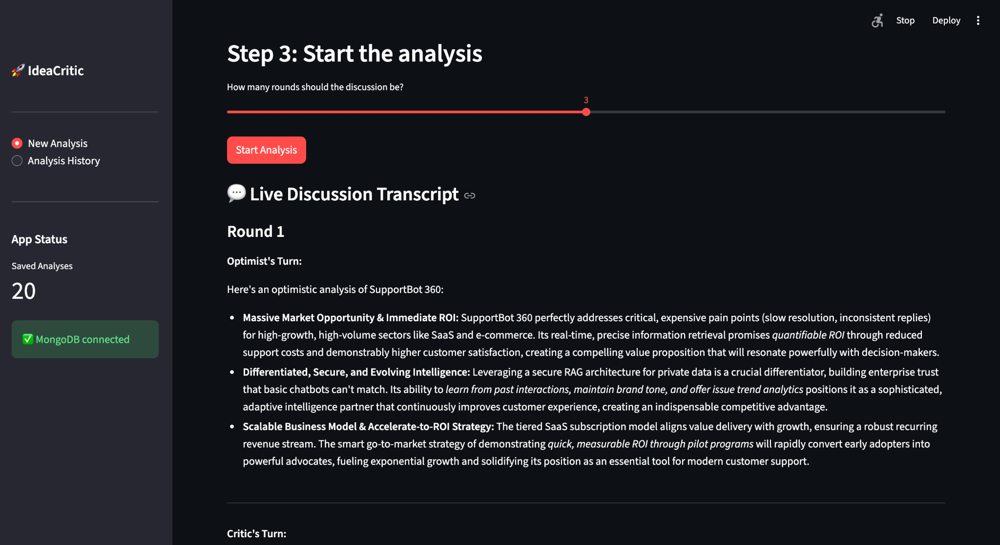 Stop
Deploy
🚀 IdeaCritic
New Analysis
Analysis History
App Status
Saved Analyses
20
✅ MongoDB connected
Step 3: Start the analysis
How many rounds should the discussion be?
3
Start Analysis
💬 Live Discussion Transcript
Round 1
Optimist's Turn:
Here's an optimistic analysis of SupportBot 360:
• Massive Market Opportunity & Immediate ROI: SupportBot 360 perfectly addresses critical, expensive pain points (slow resolution, inconsistent replies)
for high-growth, high-volume sectors like SaaS and e-commerce. Its real-time, precise information retrieval promises quantifiable ROI through reduced
support costs and demonstrably higher customer satisfaction, creating a compelling value proposition that will resonate powerfully with decision-makers.
• Differentiated, Secure, and Evolving Intelligence: Leveraging a secure RAG architecture for private data is a crucial differentiator, building enterprise trust
that basic chatbots can't match. Its ability to learn from past interactions, maintain brand tone, and offer issue trend analytics positions it as a sophisticated,
adaptive intelligence partner that continuously improves customer experience, creating an indispensable competitive advantage.
• Scalable Business Model & Accelerate-to-ROI Strategy: The tiered SaaS subscription model aligns value delivery with growth, ensuring a robust recurring
revenue stream. The smart go-to-market strategy of demonstrating quick, measurable ROI through pilot programs will rapidly convert early adopters into
powerful advocates, fueling exponential growth and solidifying its position as an essential tool for modern customer support.
Critic's Turn: